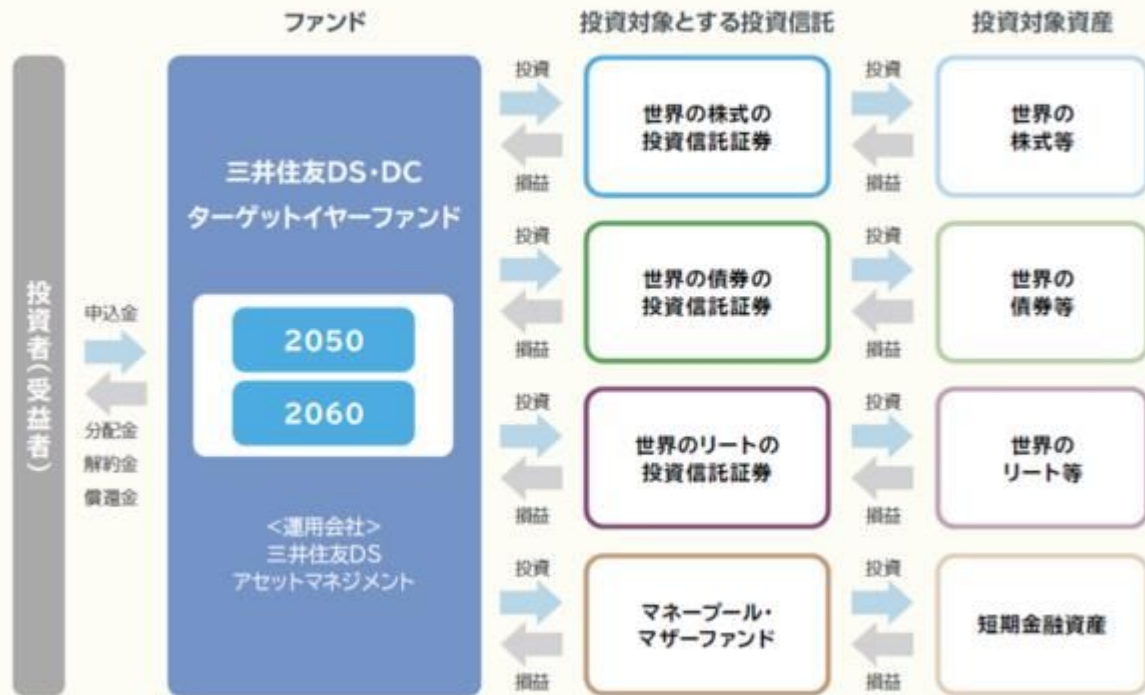 ファンド
投資対象とする投資信託
投資対象資産
投資者(受益者)
申込金
分配金
解約金
償還金
三井住友DS・DC
ターゲットイヤーファンド
2050
2060
<運用会社>
三井住友DS
アセットマネジメント
投資
損益
世界の株式の
投資信託証券
投資
損益
世界の
株式等
投資
損益
世界の債券の
投資信託証券
投資
損益
世界の
債券等
投資
損益
世界のリートの
投資信託証券
投資
損益
世界の
リート等
投資
損益
マネープール・
マザーファンド
投資
損益
短期金融資産